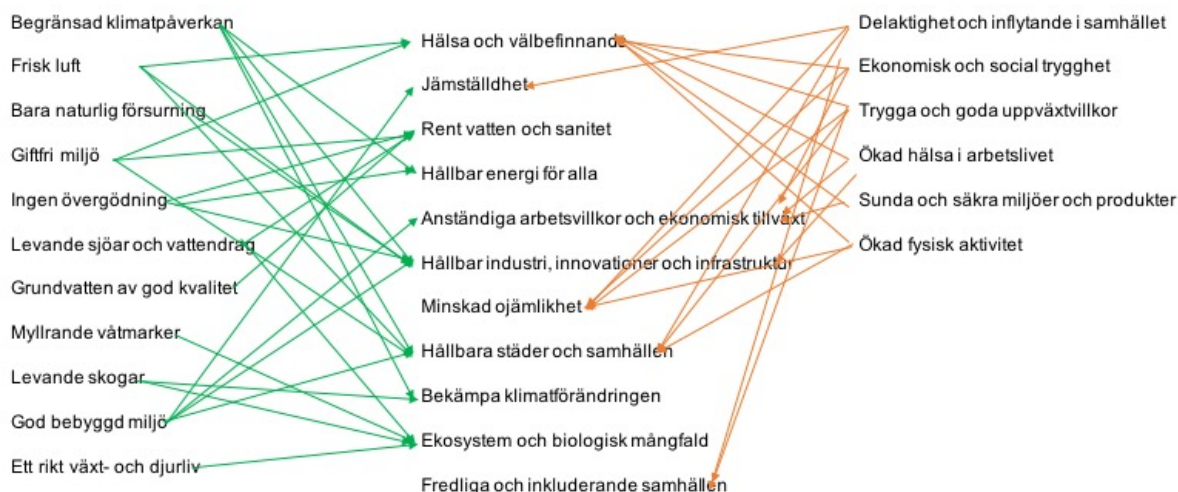 Begränsad klimatpåverkan
Frisk luft
Bara naturlig försurning
Giftfri miljö
Ingen övergödning
Levande sjöar och vattendrag
Grundvatten av god kvalitet
Myllrande våtmarker
Levande skogar
God bebyggd miljö
Ett rikt växt- och djurliv
Hälsa och välbefinnande
Jämställdhet
Rent vatten och sanitet
Hållbar energi för alla
Anständiga arbetsvillkor och ekonomisk tillväxt
Hållbar industri, innovationer och infrastruktur
Minskad ojämlikhet
Hållbara städer och samhällen
Bekämpa klimatförändringen
Ekosystem och biologisk mångfald
Fredliga och inkluderande samhällen
Delaktighet och inflytande i samhället
Ekonomisk och social trygghet
Trygga och goda uppväxtvillkor
Ökad hälsa i arbetslivet
Sunda och säkra miljöer och produkter
Ökad fysisk aktivitet